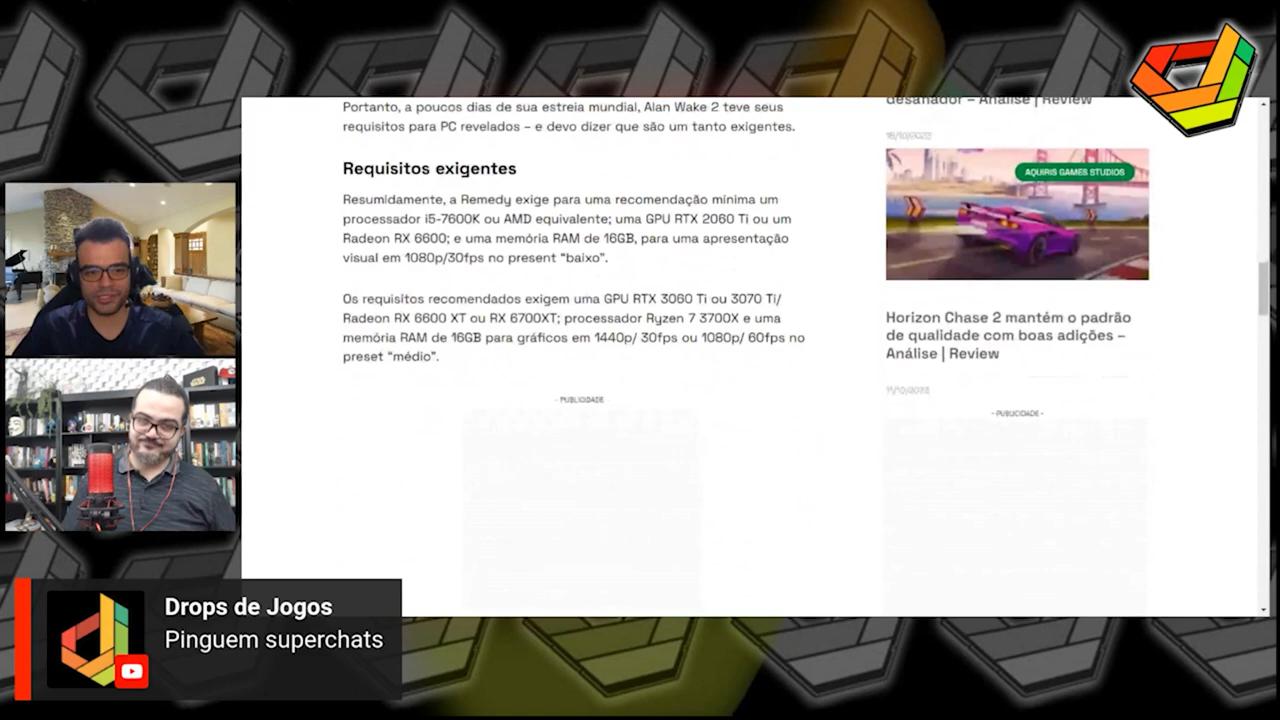 Portanto, a poucos dias de sua estreia mundial, Alan Wake 2 teve seus
requisitos para PC revelados – e devo dizer que são um tanto exigentes.
Requisitos exigentes
Resumidamente, a Remedy exige para uma recomendação mínima um
processador i5-7600K ou AMD equivalente; uma GPU RTX 2060 Ti ou um
Radeon RX 6600; e uma memória RAM de 16GB, para uma apresentação
visual em 1080p/30fps no present “baixo”.
Os requisitos recomendados exigem uma GPU RTX 3060 Ti ou 3070 Ti/
Radeon RX 6600 XT ou RX 6700XT; processador Ryzen 7 3700X e uma
memória RAM de 16GB para gráficos em 1440p/ 30fps ou 1080p/ 60fps no
preset “médio”.
- PUBLICIDADE
desafiador – Análise | Review
AQUIRIS GAMES STUDIOS
Horizon Chase 2 mantém o padrão
de qualidade com boas adições –
Análise | Review
- PUBLICIDADE -
Drops de Jogos
Pinguem superchats